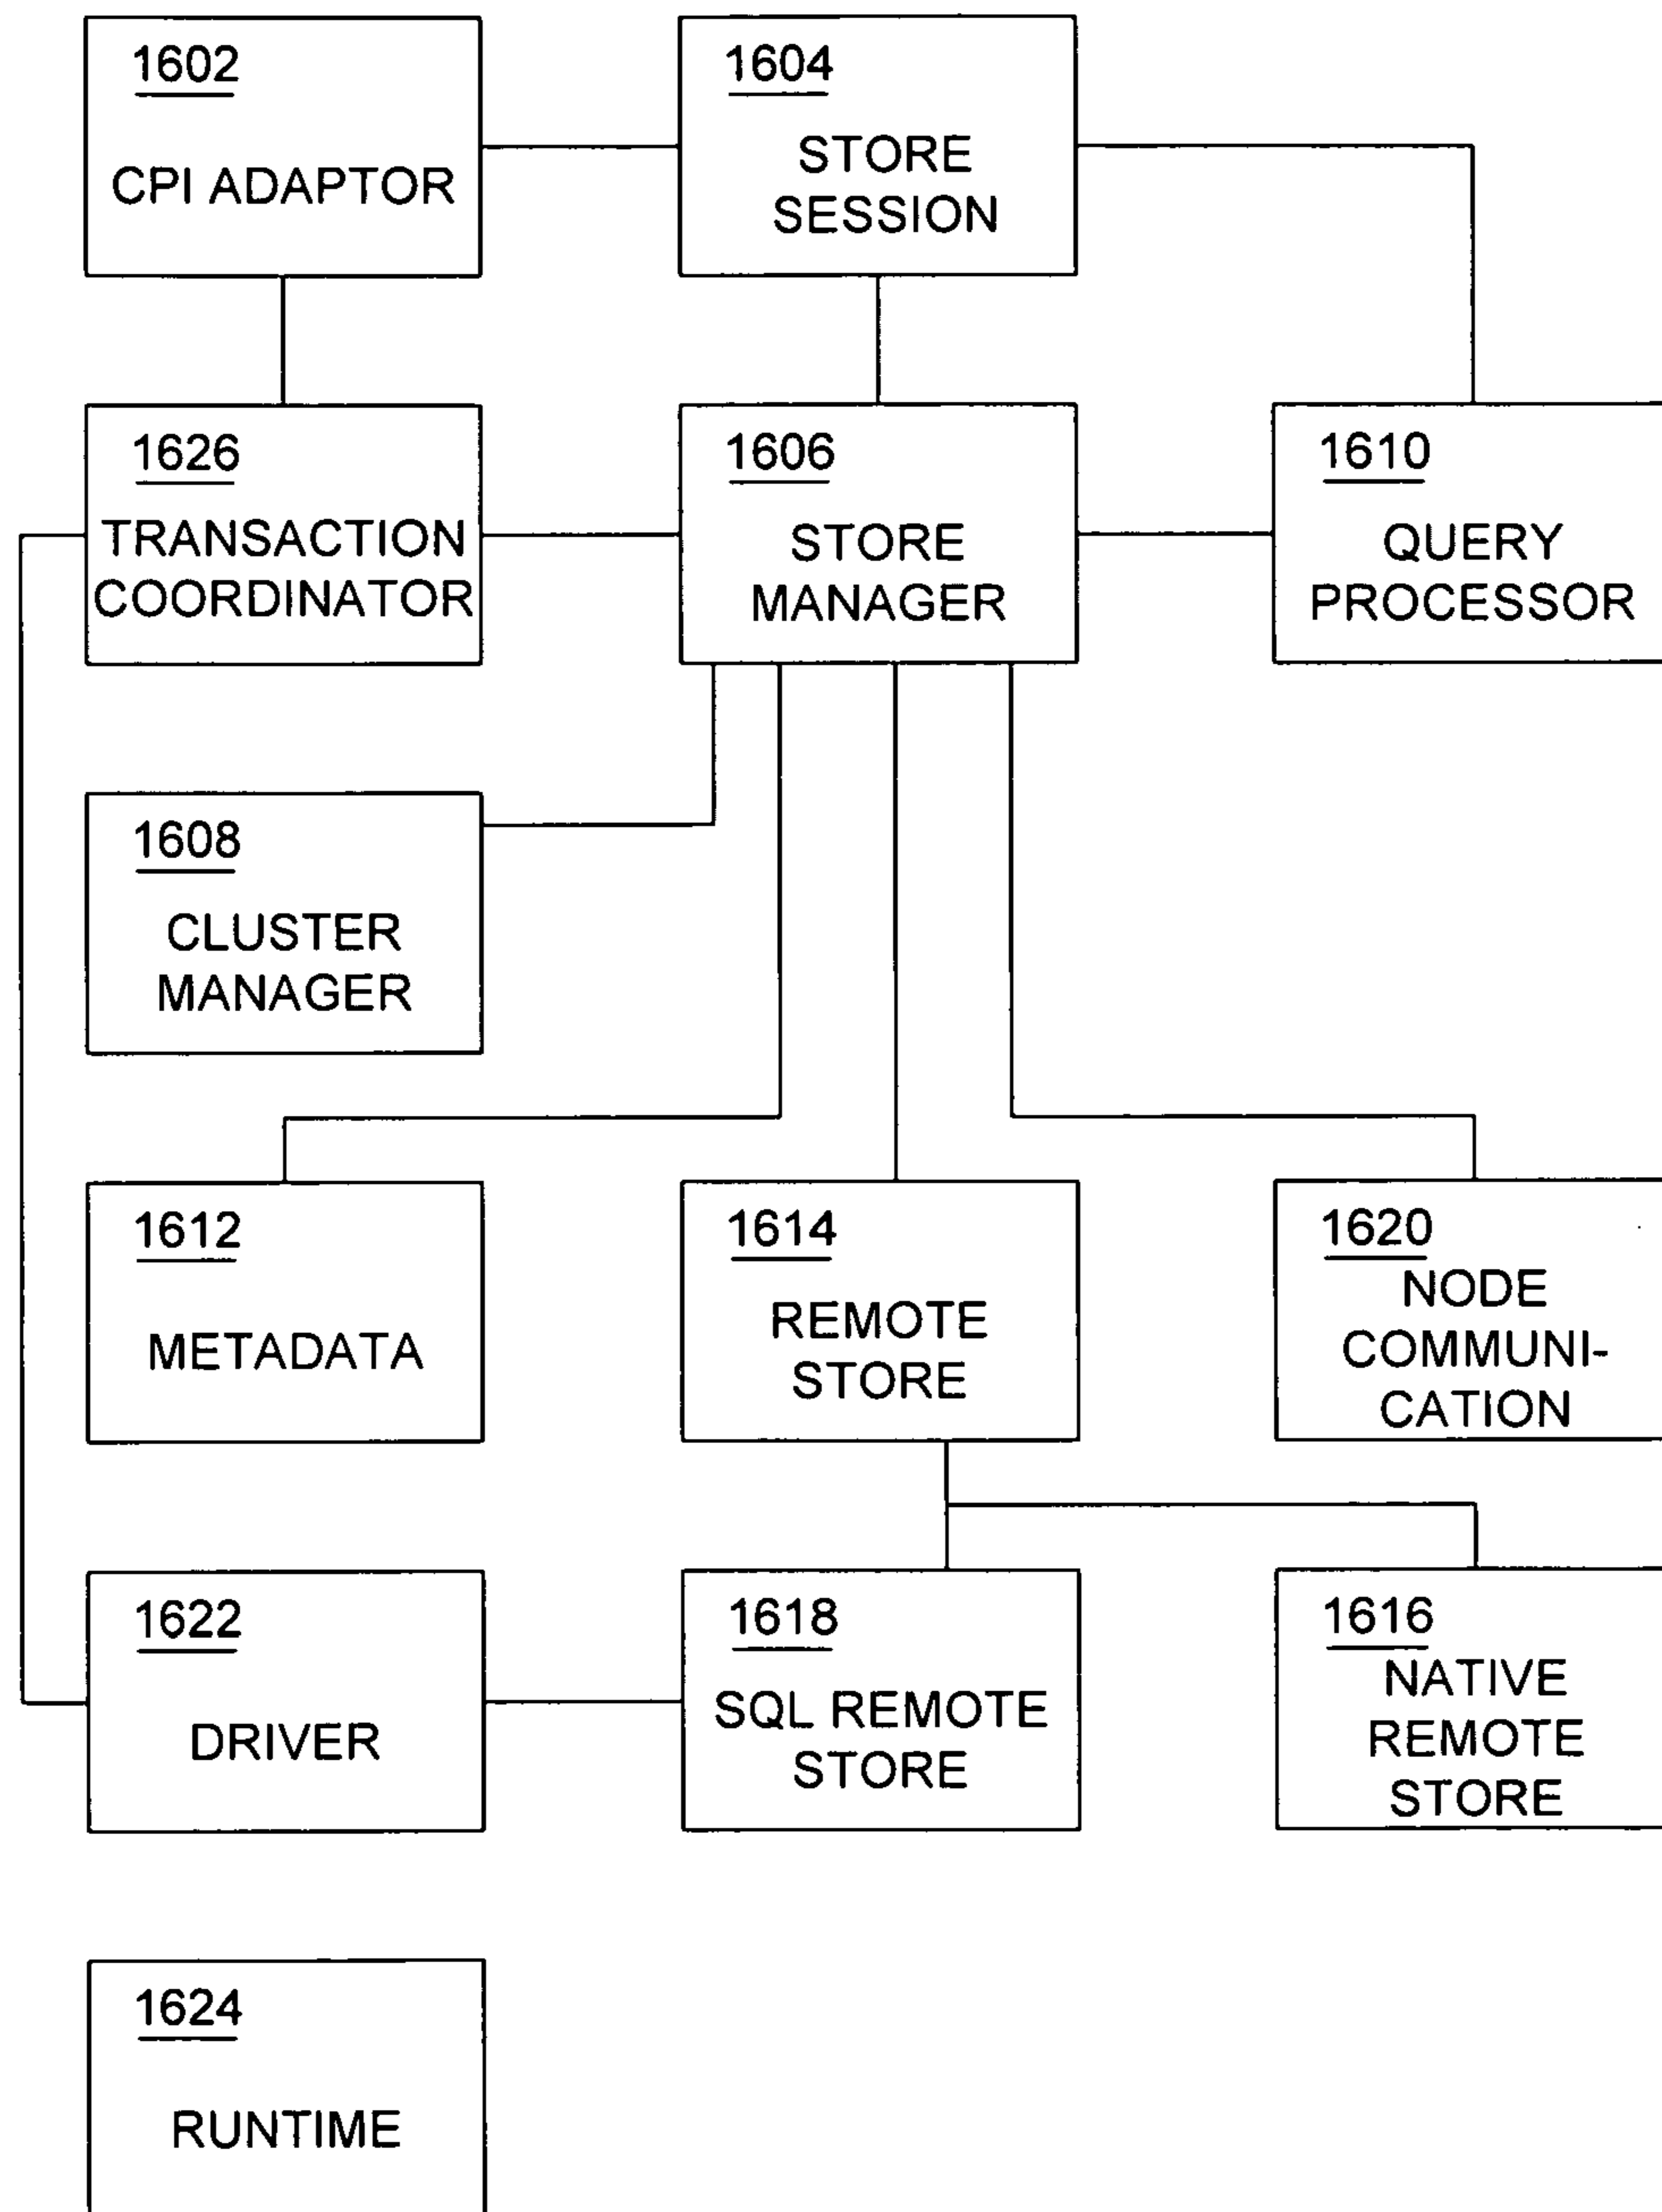 1602
CPI ADAPTOR
1604
STORE
SESSION
1626
TRANSACTION
COORDINATOR
1606
STORE
MANAGER
1610
QUERY
PROCESSOR
1608
CLUSTER
MANAGER
1612
METADATA
1614
REMOTE
STORE
1620
NODE
COMMUNI-
CATION
1622
DRIVER
1618
SQL REMOTE
STORE
1616
NATIVE
REMOTE
STORE
1624
RUNTIME